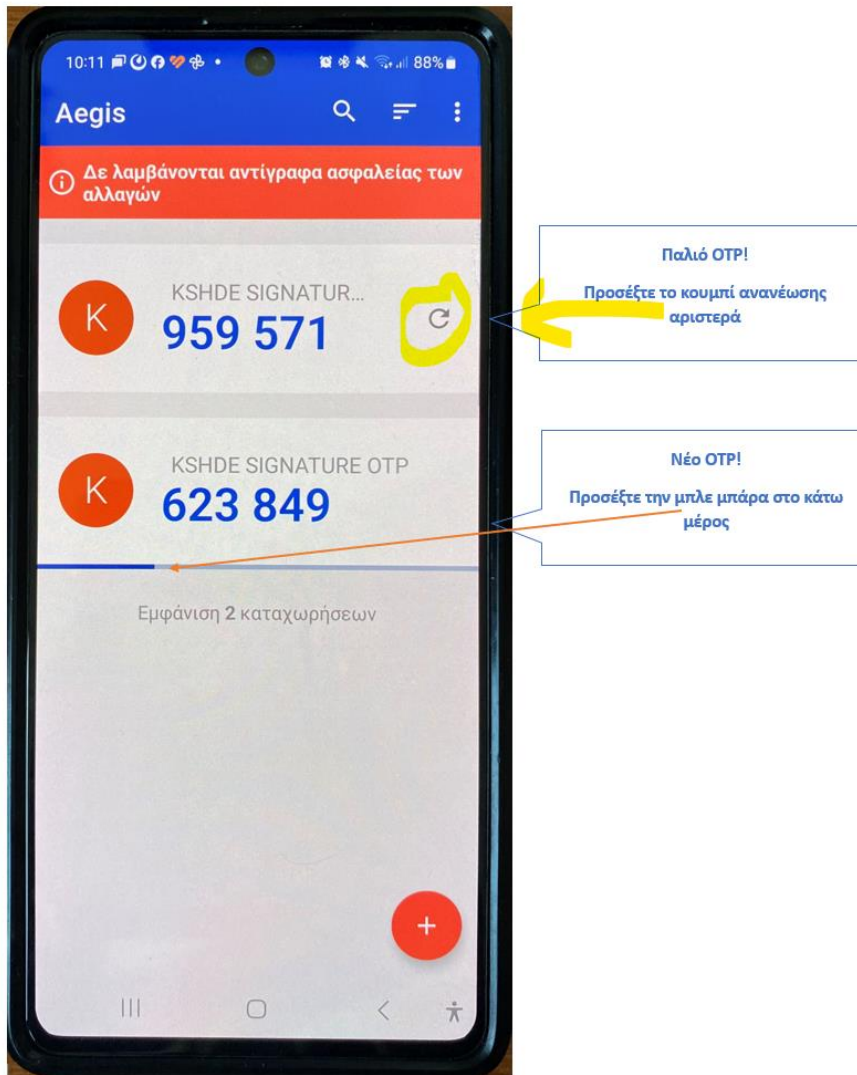 10:11
88%
Aegis
Δε λαμβάνονται αντίγραφα ασφαλείας των
αλλαγών
K
KSHDE SIGNATUR...
959 571
Παλιό OTP!
Προσέξτε το κουμπί ανανέωσης
αριστερά
K
KSHDE SIGNATURE OTP
623 849
Νέο OTP!
Προσέξτε την μπλε μπάρα στο κάτω
μέρος
Εμφάνιση 2 καταχωρήσεων